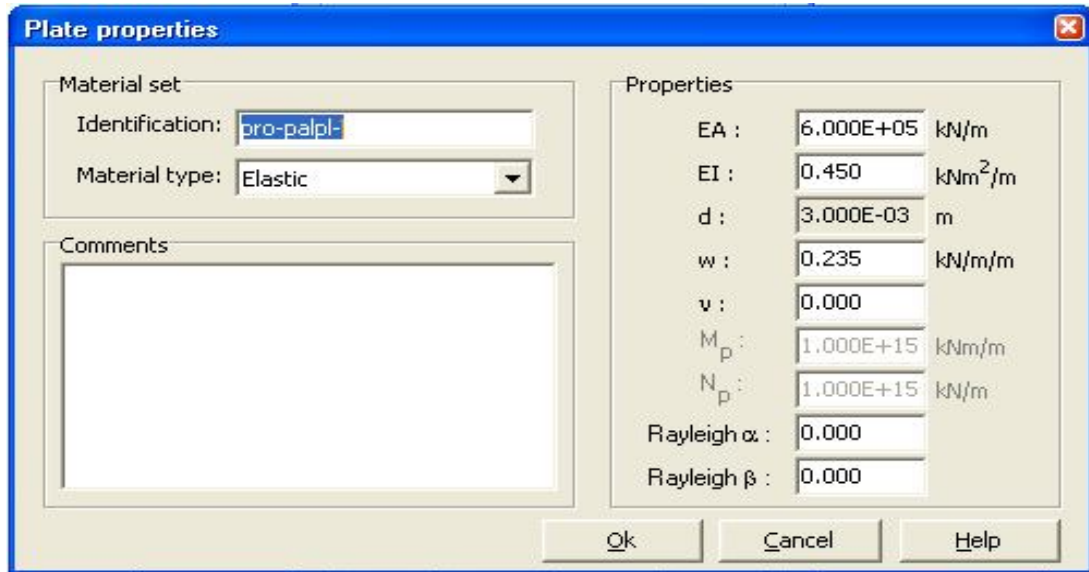 Plate properties
Material set
Identification: pro-palpl-
Material type: Elastic
Comments
Properties
EA : 6.000E+05 kN/m
EI : 0.450 kNm²/m
d : 3.000E-03 m
w : 0.235 kN/m/m
ν : 0.000
Mp : 1.000E+15 kNm/m
Np : 1.000E+15 kN/m
Rayleigh α : 0.000
Rayleigh β : 0.000
Ok Cancel Help